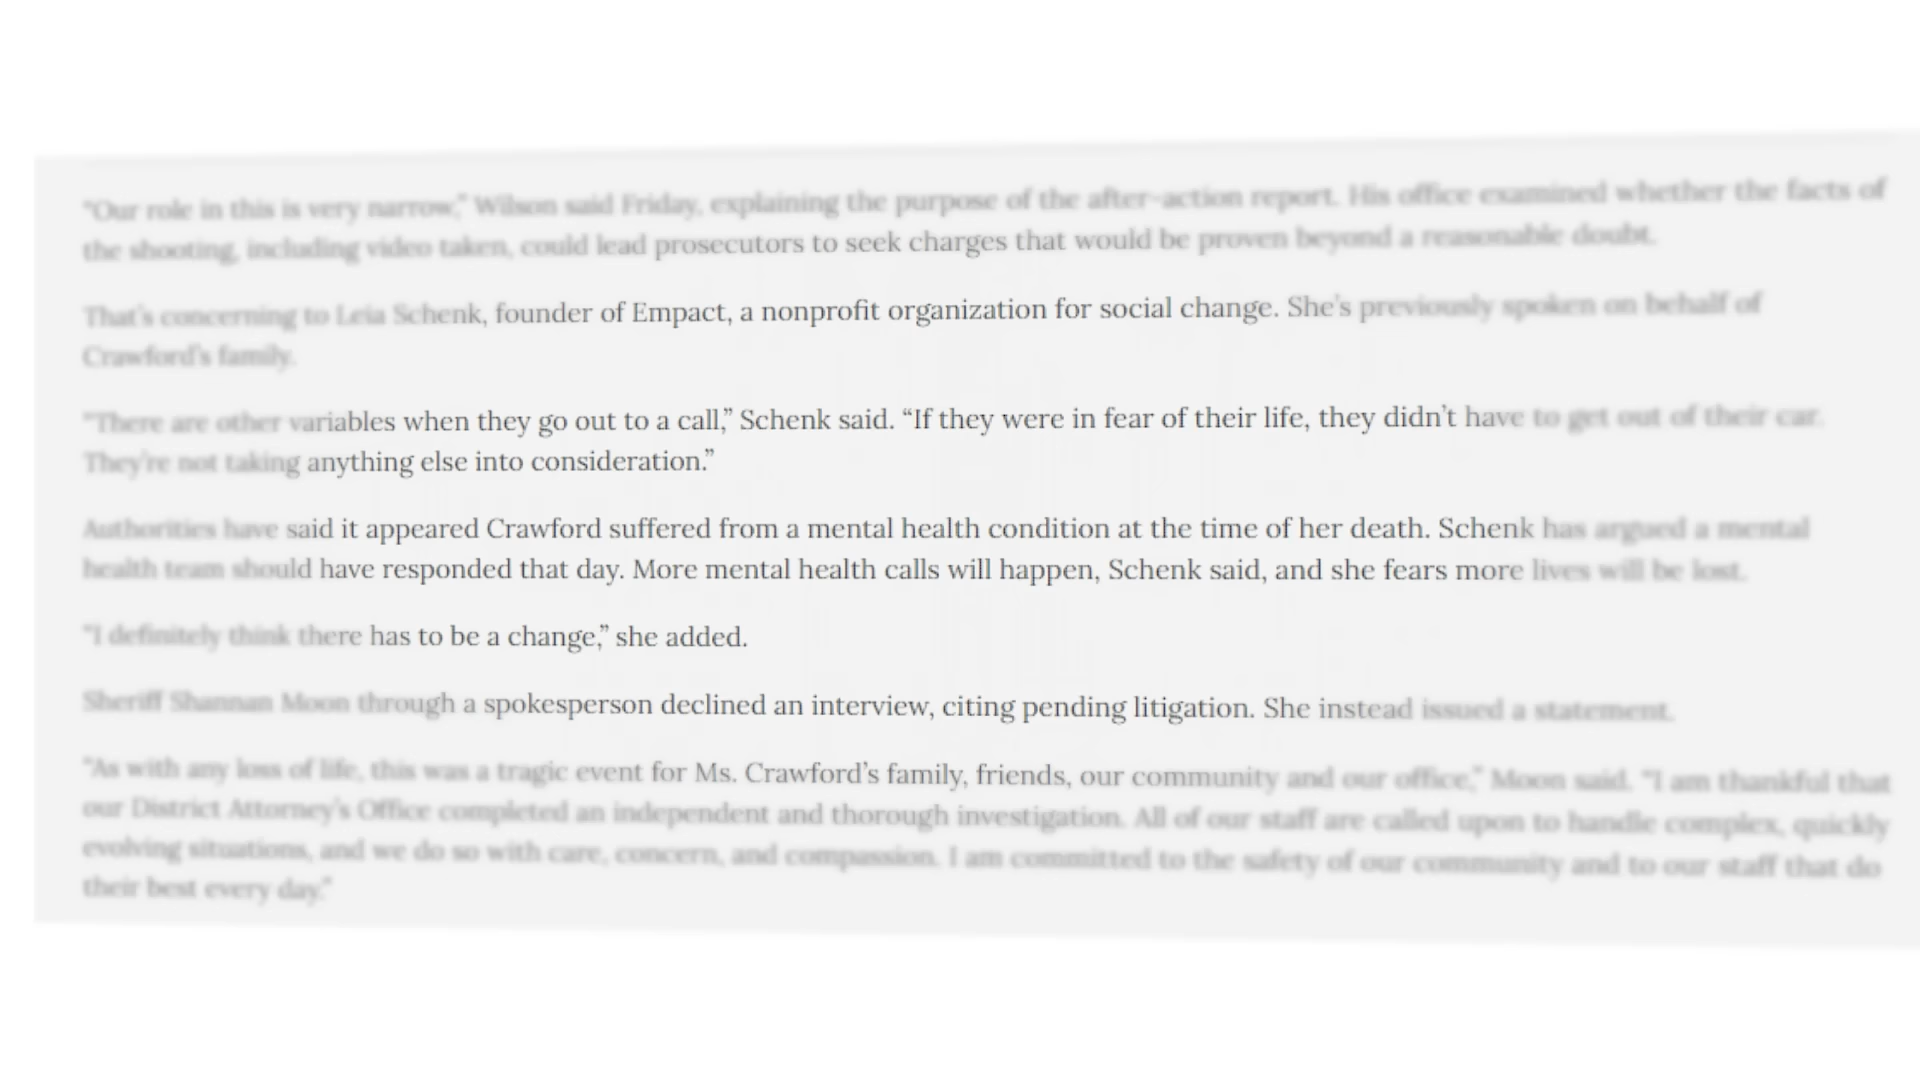 “Our role in this is very narrow,” Wilson said Friday, explaining the purpose of the after-action report. His office examined whether the facts of
the shooting, including video taken, could lead prosecutors to seek charges that would be proven beyond a reasonable doubt.
That’s concerning to Leia Schenk, founder of Empact, a nonprofit organization for social change. She’s previously spoken on behalf of
Crawford’s family.
“There are other variables when they go out to a call,” Schenk said. “If they were in fear of their life, they didn’t have to get out of their car.
They’re not taking anything else into consideration.”
Authorities have said it appeared Crawford suffered from a mental health condition at the time of her death. Schenk has argued a mental
health team should have responded that day. More mental health calls will happen, Schenk said, and she fears more lives will be lost.
“I definitely think there has to be a change,” she added.
Sheriff Shannan Moon through a spokesperson declined an interview, citing pending litigation. She instead issued a statement.
“As with any loss of life, this was a tragic event for Ms. Crawford’s family, friends, our community and our office,” Moon said. “I am thankful that
our District Attorney’s Office completed an independent and thorough investigation. All of our staff are called upon to handle complex, quickly
evolving situations, and we do so with care, concern, and compassion. I am committed to the safety of our community and to our staff that do
their best every day.”